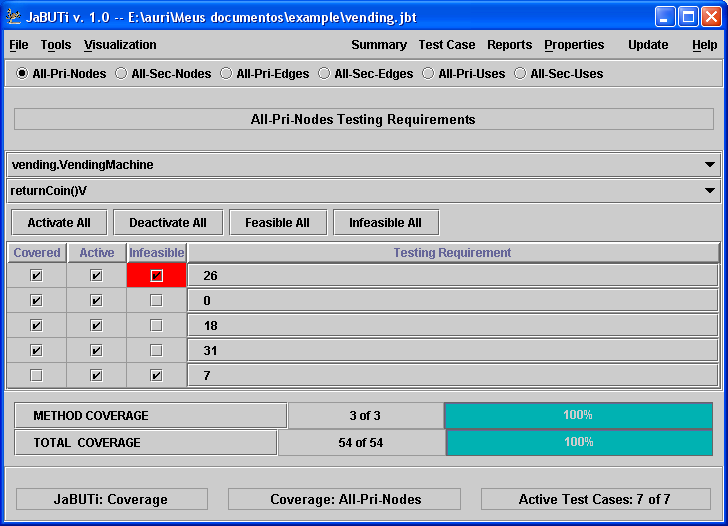 JaBUTi v. 1.0 -- E:\auri\Meus documentos\example\vending.jbt
File Tools Visualization Summary Test Case Reports Properties Update Help
All-Pri-Nodes All-Sec-Nodes All-Pri-Edges All-Sec-Edges All-Pri-Uses All-Sec-Uses
All-Pri-Nodes Testing Requirements
vending.VendingMachine
returnCoin()V
Activate All Deactivate All Feasible All Infeasible All
Covered Active Infeasible Testing Requirement
26
0
18
31
7
METHOD COVERAGE 3 of 3 100%
TOTAL COVERAGE 54 of 54 100%
JaBUTi: Coverage Coverage: All-Pri-Nodes Active Test Cases: 7 of 7